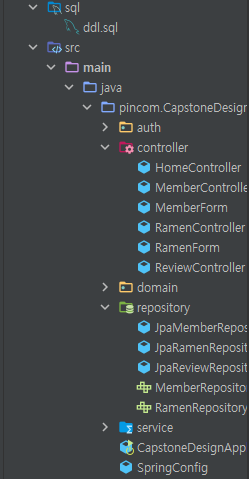 sql
ddl.sql
src
main
java
pincom.CapstoneDesign
auth
controller
HomeController
MemberControlle
MemberForm
RamenController
RamenForm
ReviewController
domain
repository
JpaMemberRepos
JpaRamenReposit
JpaReviewReposit
MemberReposito
RamenRepository
service
CapstoneDesignApp
SpringConfig